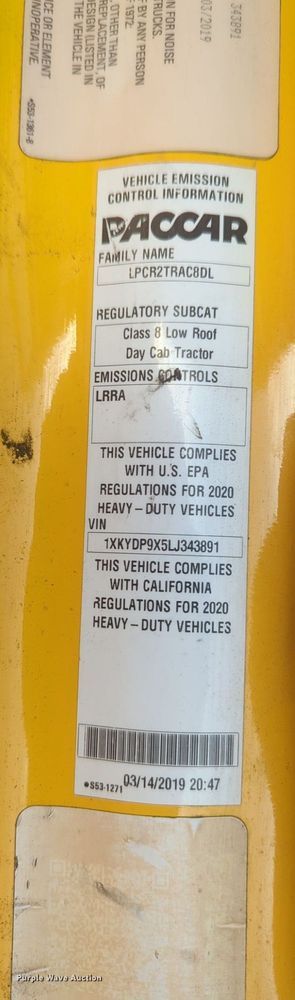 343891
03/2019
N FOR NOISE
TRUCKS.
F BY ANY PERSON
F 1972:
OTHER THAN
REPLACEMENT, OF
DESIGN (LISTED IN
THE VEHICLE IN
ICE OR ELEMENT
INOPERATIVE.
•S53-1361-B
VEHICLE EMISSION
CONTROL INFORMATION
PACCAR
FAMILY NAME
LPCR2TRAC8DL
REGULATORY SUBCAT
Class 8 Low Roof
Day Cab Tractor
EMISSIONS CONTROLS
LRRA
THIS VEHICLE COMPLIES
WITH U.S. EPA
REGULATIONS FOR 2020
HEAVY – DUTY VEHICLES
VIN
1XKYDP9X5LJ343891
THIS VEHICLE COMPLIES
WITH CALIFORNIA
REGULATIONS FOR 2020
HEAVY – DUTY VEHICLES
•S53-1271 03/14/2019 20:47
Purple Wave Auction